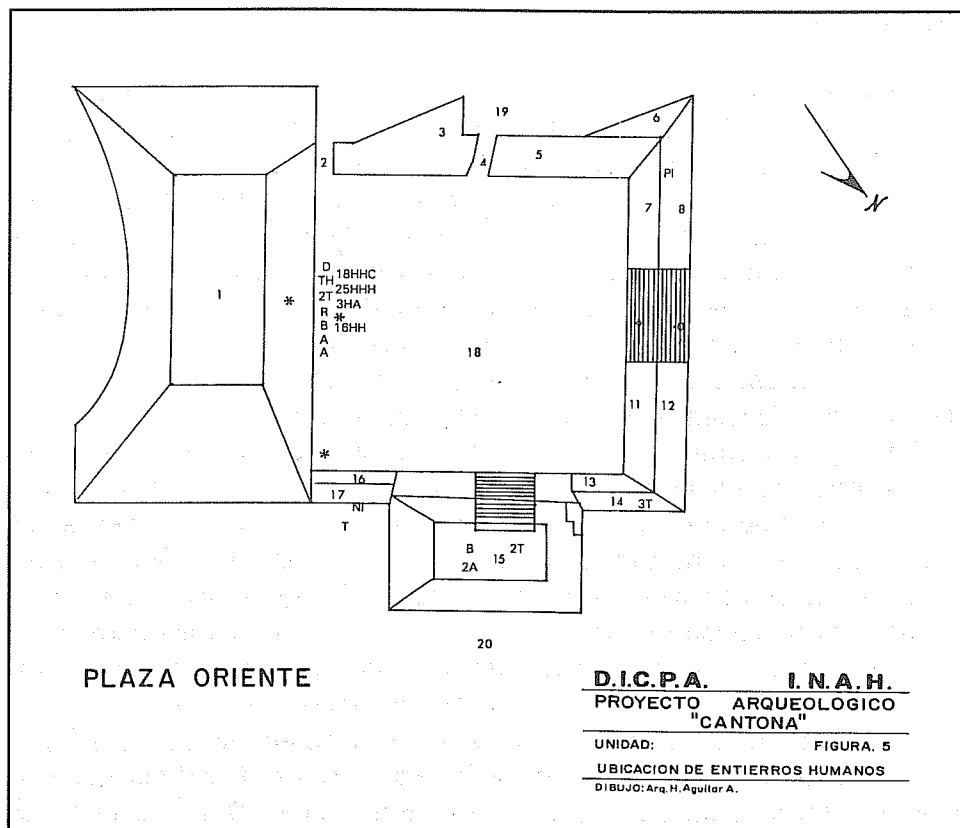 19
6
3
2
4
5
PI
7
8
D
TH
2T
R
B
A
A
18HHC
25HHH
3HA
*
16HH
1
*
18
11
12
*
16
17
NI
T
13
14
3T
B
2T
2A
15
20
PLAZA ORIENTE
N
D.I.C.P.A. I.N.A.H.
PROYECTO ARQUEOLOGICO
"CANTONA"
UNIDAD: FIGURA. 5
UBICACION DE ENTIERROS HUMANOS
DIBUJO: Arq. H. Aguilar A.